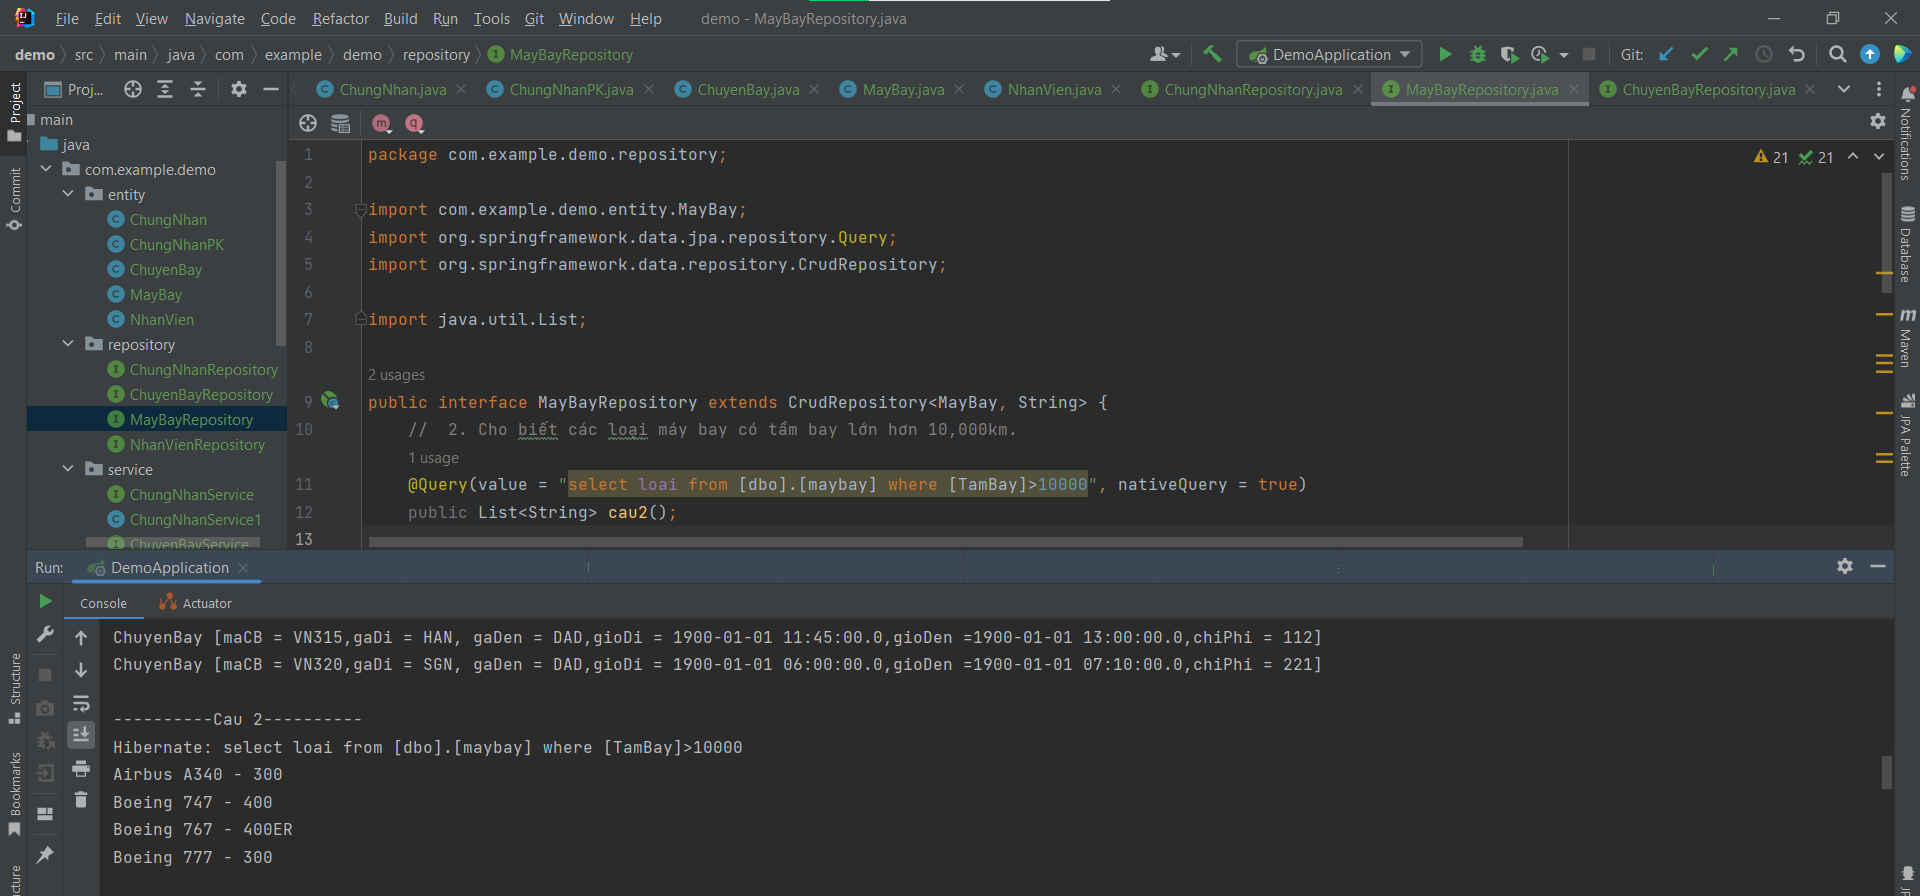 File Edit View Navigate Code Refactor Build Run Tools Git Window Help demo - MayBayRepository.java
demo src main java com example demo repository MayBayRepository DemoApplication Git:
Project
Commit
Structure
Bookmarks
Proj...
main
java
com.example.demo
entity
ChungNhan
ChungNhanPK
ChuyenBay
MayBay
NhanVien
repository
ChungNhanRepository
ChuyenBayRepository
MayBayRepository
NhanVienRepository
service
ChungNhanService
ChungNhanService1
ChuyenBayService
ChungNhan.java ChungNhanPK.java ChuyenBay.java MayBay.java NhanVien.java ChungNhanRepository.java MayBayRepository.java ChuyenBayRepository.java
21 21
1 package com.example.demo.repository;
2
3 import com.example.demo.entity.MayBay;
4 import org.springframework.data.jpa.repository.Query;
5 import org.springframework.data.repository.CrudRepository;
6
7 import java.util.List;
8
2 usages
9 public interface MayBayRepository extends CrudRepository<MayBay, String> {
10 // 2. Cho biết các loại máy bay có tầm bay lớn hơn 10,000km.
1 usage
11 @Query(value = "select loai from [dbo].[maybay] where [TamBay]>10000", nativeQuery = true)
12 public List<String> cau2();
13
Notifications
Database
Maven
JPA Palette
Run: DemoApplication
Console Actuator
ChuyenBay [maCB = VN315,gaDi = HAN, gaDen = DAD,gioDi = 1900-01-01 11:45:00.0,gioDen =1900-01-01 13:00:00.0,chiPhi = 112]
ChuyenBay [maCB = VN320,gaDi = SGN, gaDen = DAD,gioDi = 1900-01-01 06:00:00.0,gioDen =1900-01-01 07:10:00.0,chiPhi = 221]
----------Cau 2----------
Hibernate: select loai from [dbo].[maybay] where [TamBay]>10000
Airbus A340 - 300
Boeing 747 - 400
Boeing 767 - 400ER
Boeing 777 - 300